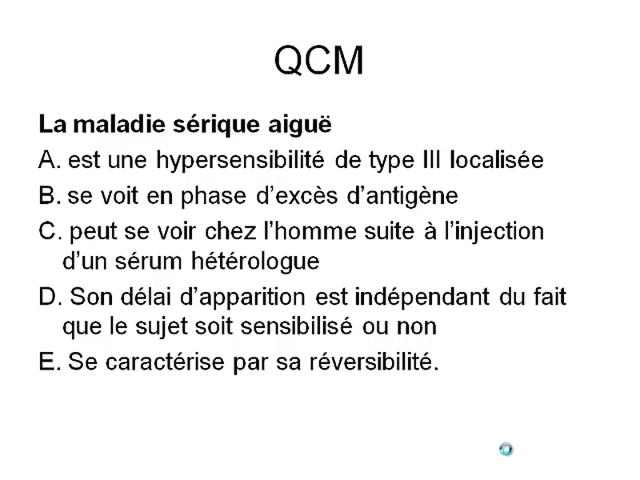 QCM
La maladie sérique aiguë
A. est une hypersensibilité de type III localisée
B. se voit en phase d'excès d'antigène
C. peut se voir chez l'homme suite à l'injection
d'un sérum hétérologue
D. Son délai d'apparition est indépendant du fait
que le sujet soit sensibilisé ou non
E. Se caractérise par sa réversibilité.